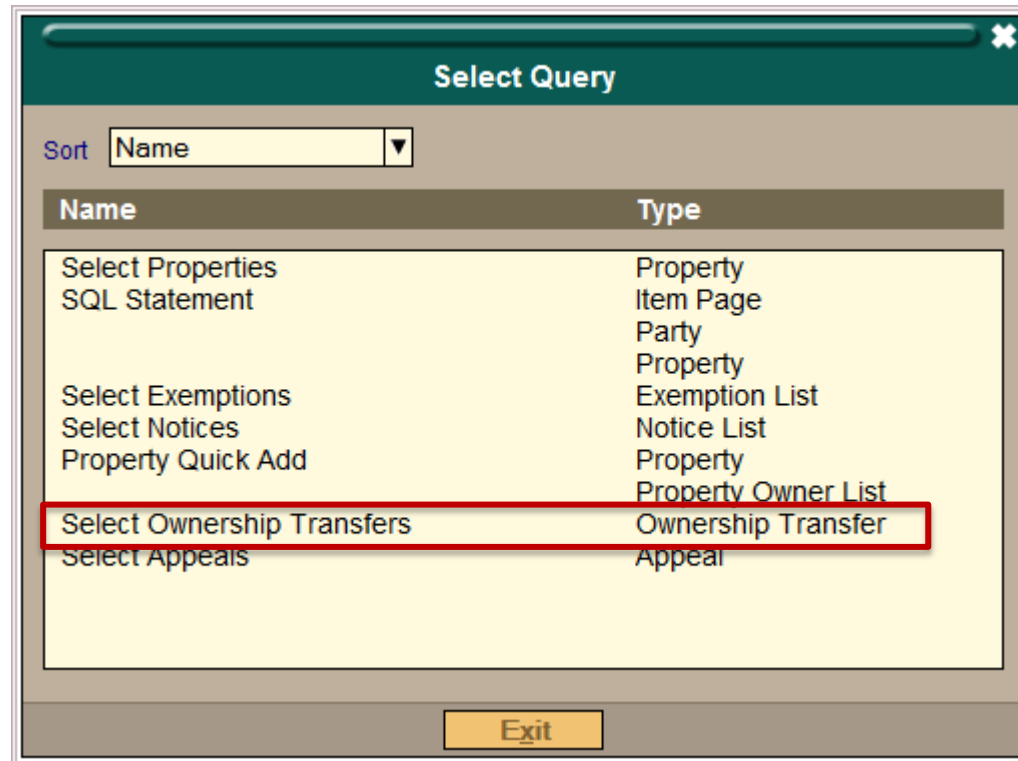 Select Query
Sort Name
Name Type
Select Properties Property
SQL Statement Item Page
Party
Property
Select Exemptions Exemption List
Select Notices Notice List
Property Quick Add Property
Property Owner List
Select Ownership Transfers Ownership Transfer
Select Appeals Appeal
Exit